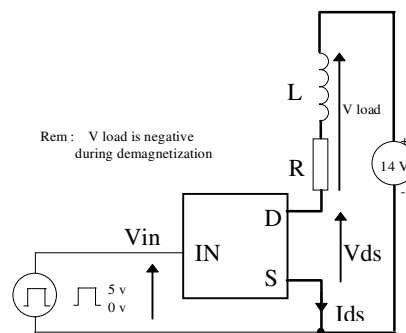 L
V load
Rem : V load is negative
during demagnetization
R
+
14 V
-
D
Vin
IN
Vds
S
5 v
0 v
Ids